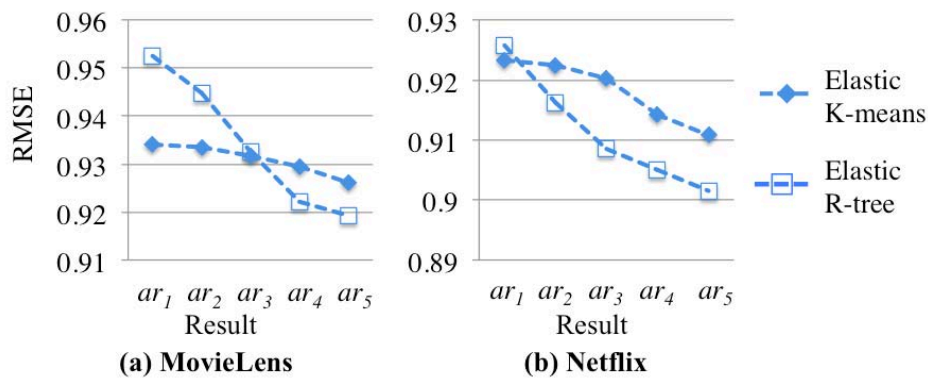 RMSE
0.96
0.95
0.94
0.93
0.92
0.91
ar1 ar2 ar3 ar4 ar5
Result
(a) MovieLens
0.93
0.92
0.91
0.9
0.89
ar1 ar2 ar3 ar4 ar5
Result
(b) Netflix
Elastic
K-means
Elastic
R-tree